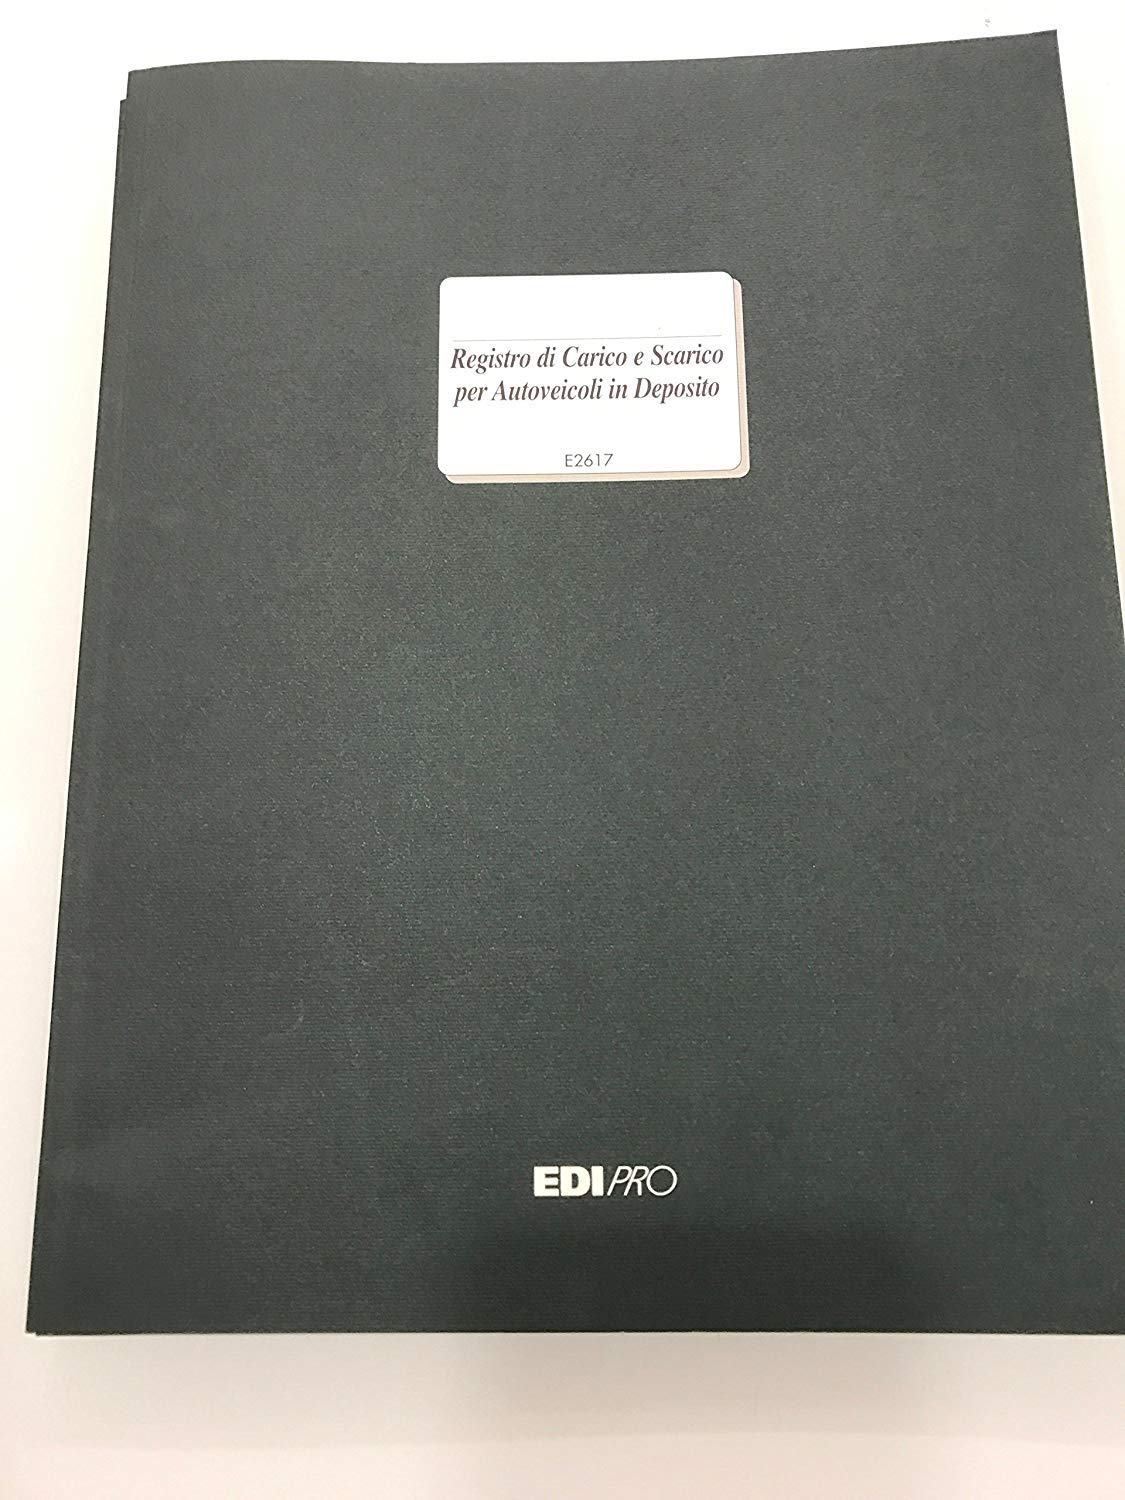 Registro di Carico e Scarico
per Autoveicoli in Deposito
E2617
EDIPRO